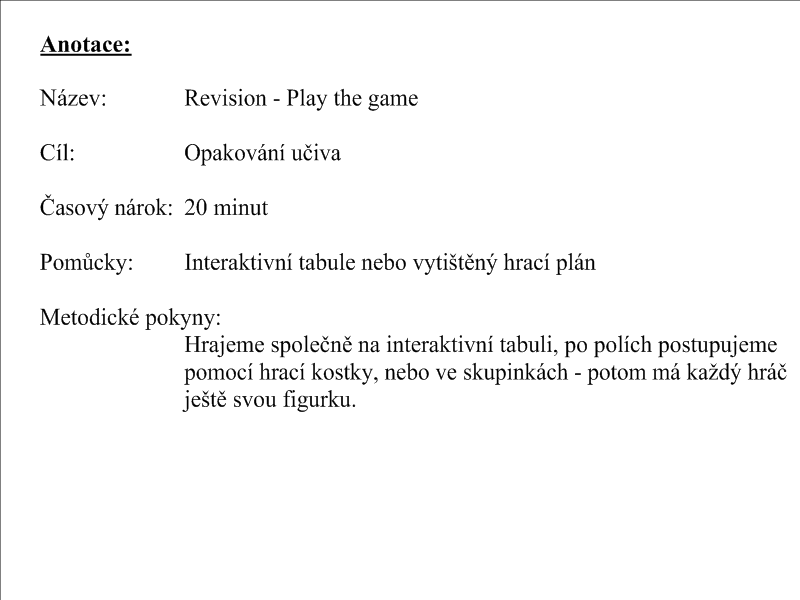 Anotace:
Název: Revision - Play the game
Cíl: Opakování učiva
Časový nárok: 20 minut
Pomůcky: Interaktivní tabule nebo vytištěný hrací plán
Metodické pokyny:
Hrajeme společně na interaktivní tabuli, po polích postupujeme
pomocí hrací kostky, nebo ve skupinkách - potom má každý hráč
ještě svou figurku.